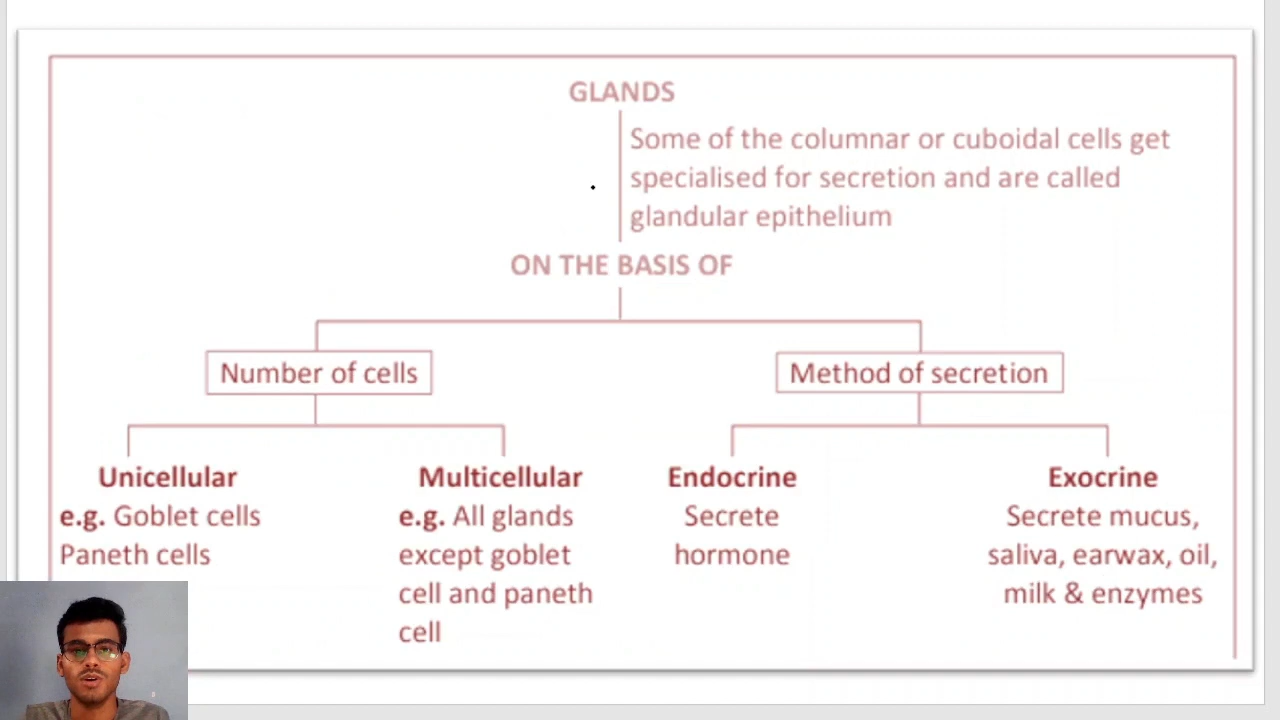 GLANDS
Some of the columnar or cuboidal cells get
specialised for secretion and are called
glandular epithelium
ON THE BASIS OF
Number of cells
Method of secretion
Unicellular
e.g. Goblet cells
Paneth cells
Multicellular
e.g. All glands
except goblet
cell and paneth
cell
Endocrine
Secrete
hormone
Exocrine
Secrete mucus,
saliva, earwax, oil,
milk & enzymes